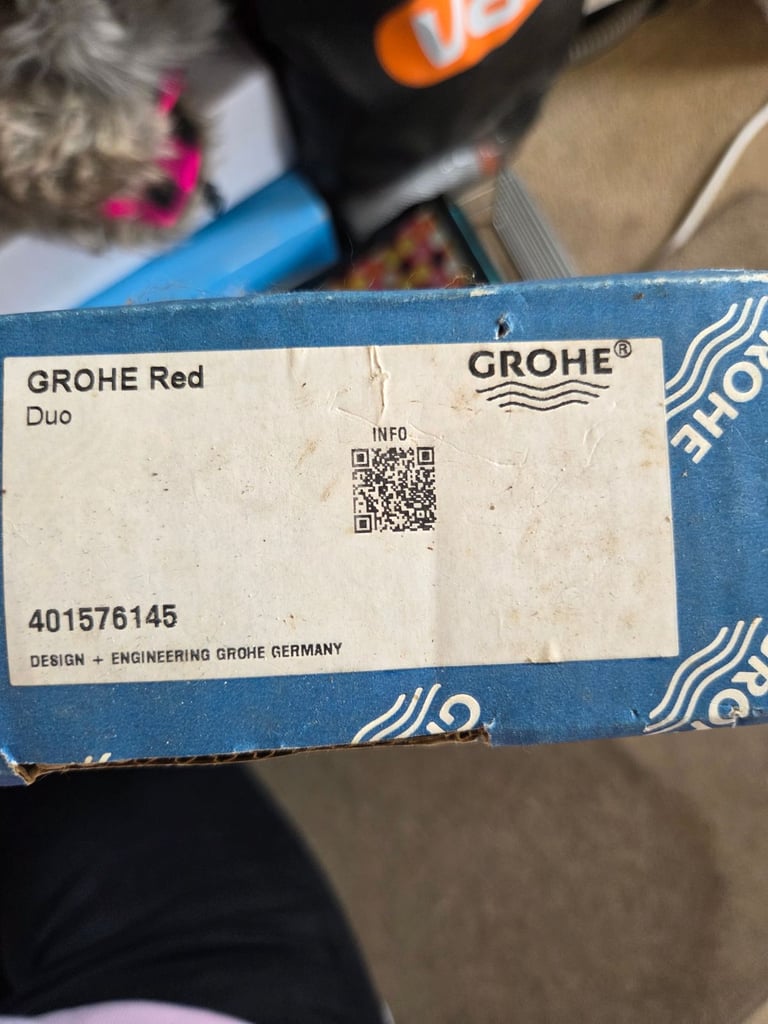 GROHE Red
Duo
GROHE®
INFO
401576145
DESIGN + ENGINEERING GROHE GERMANY
GROHE